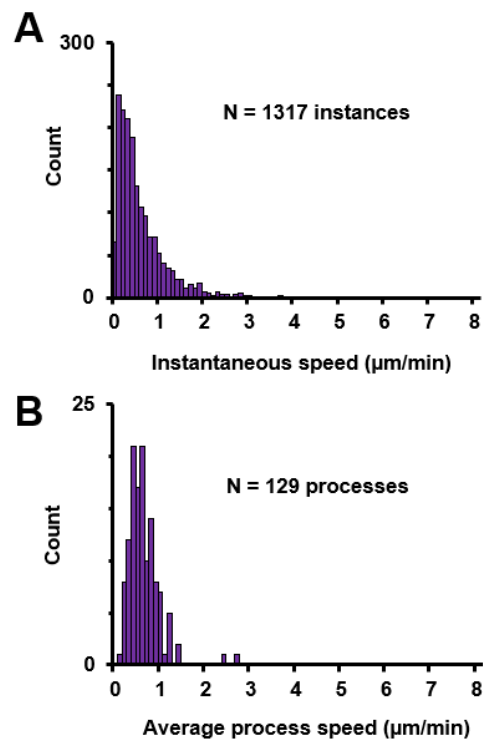 A
300
Count
N = 1317 instances
0
0 1 2 3 4 5 6 7 8
Instantaneous speed (µm/min)
B
25
Count
N = 129 processes
0
0 1 2 3 4 5 6 7 8
Average process speed (µm/min)